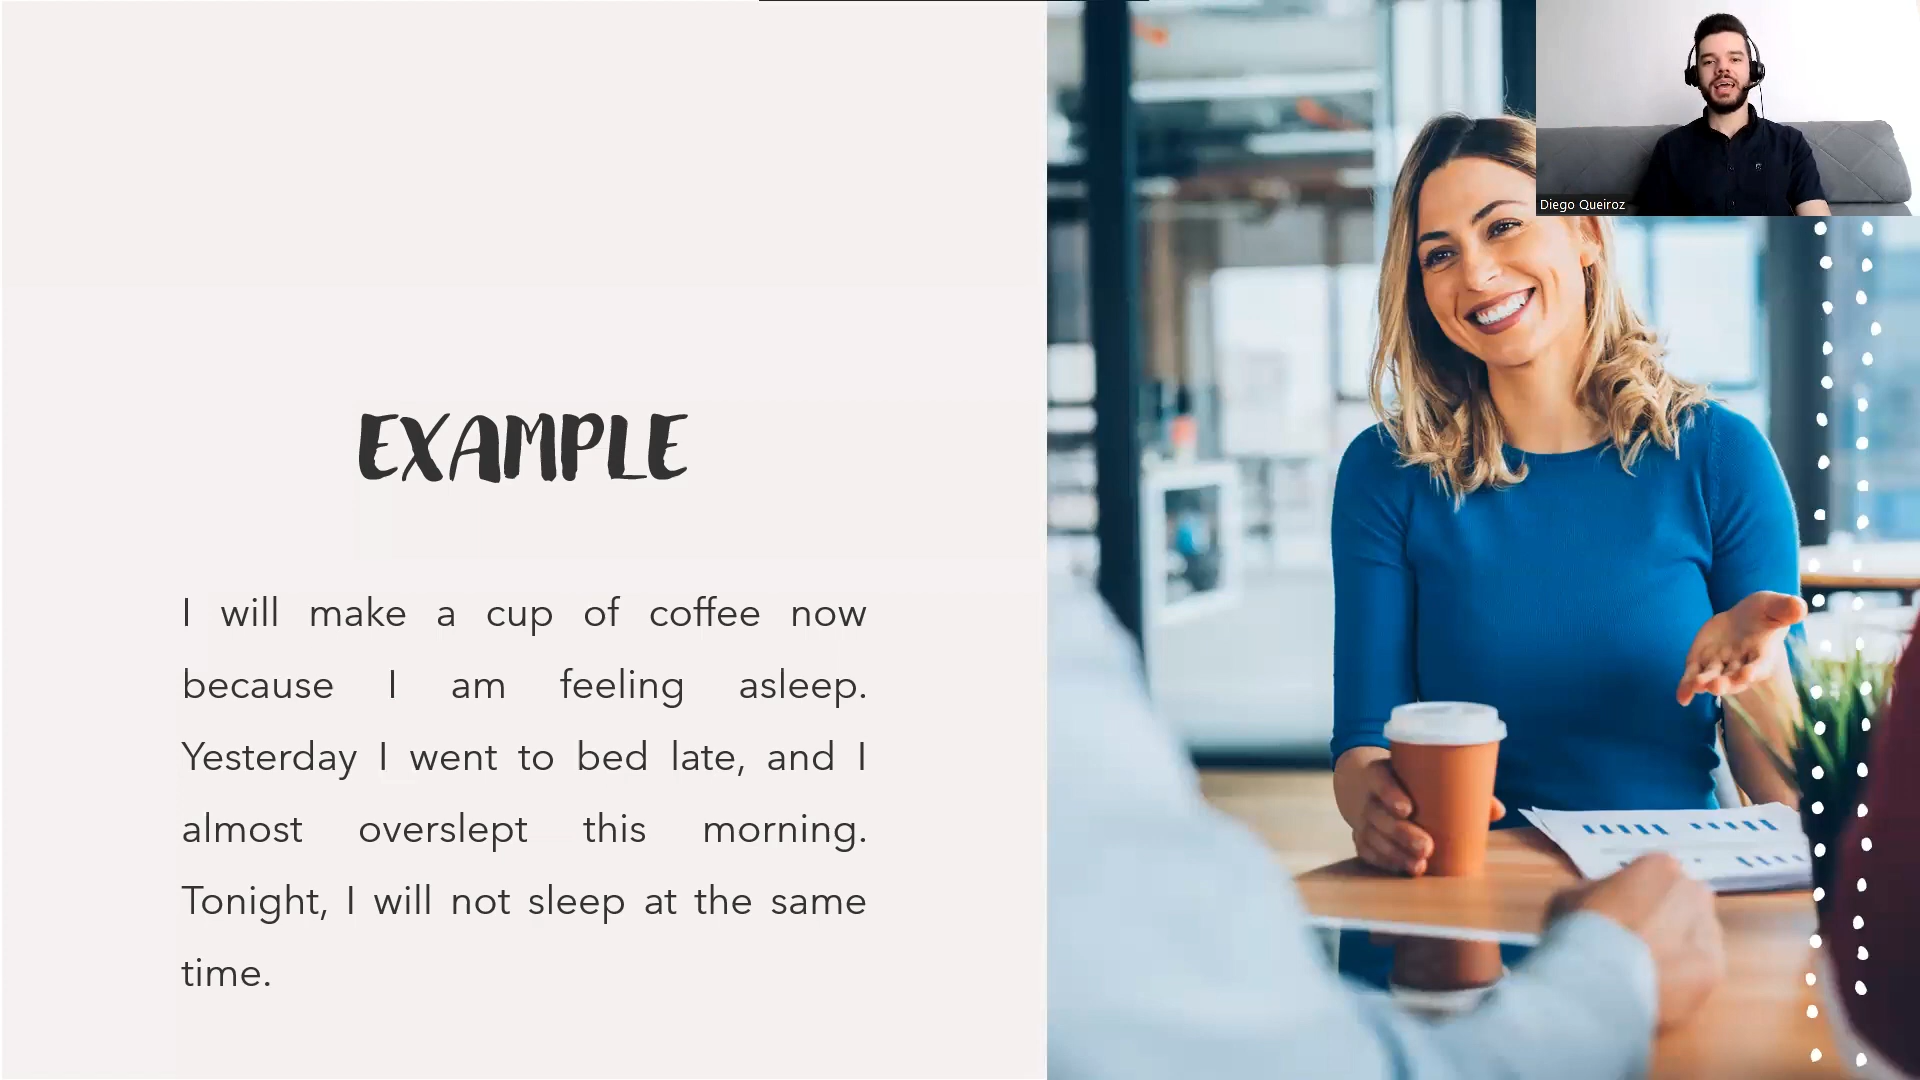 Diego Queiroz
EXAMPLE
I will make a cup of coffee now
because I am feeling asleep.
Yesterday I went to bed late, and I
almost overslept this morning.
Tonight, I will not sleep at the same
time.